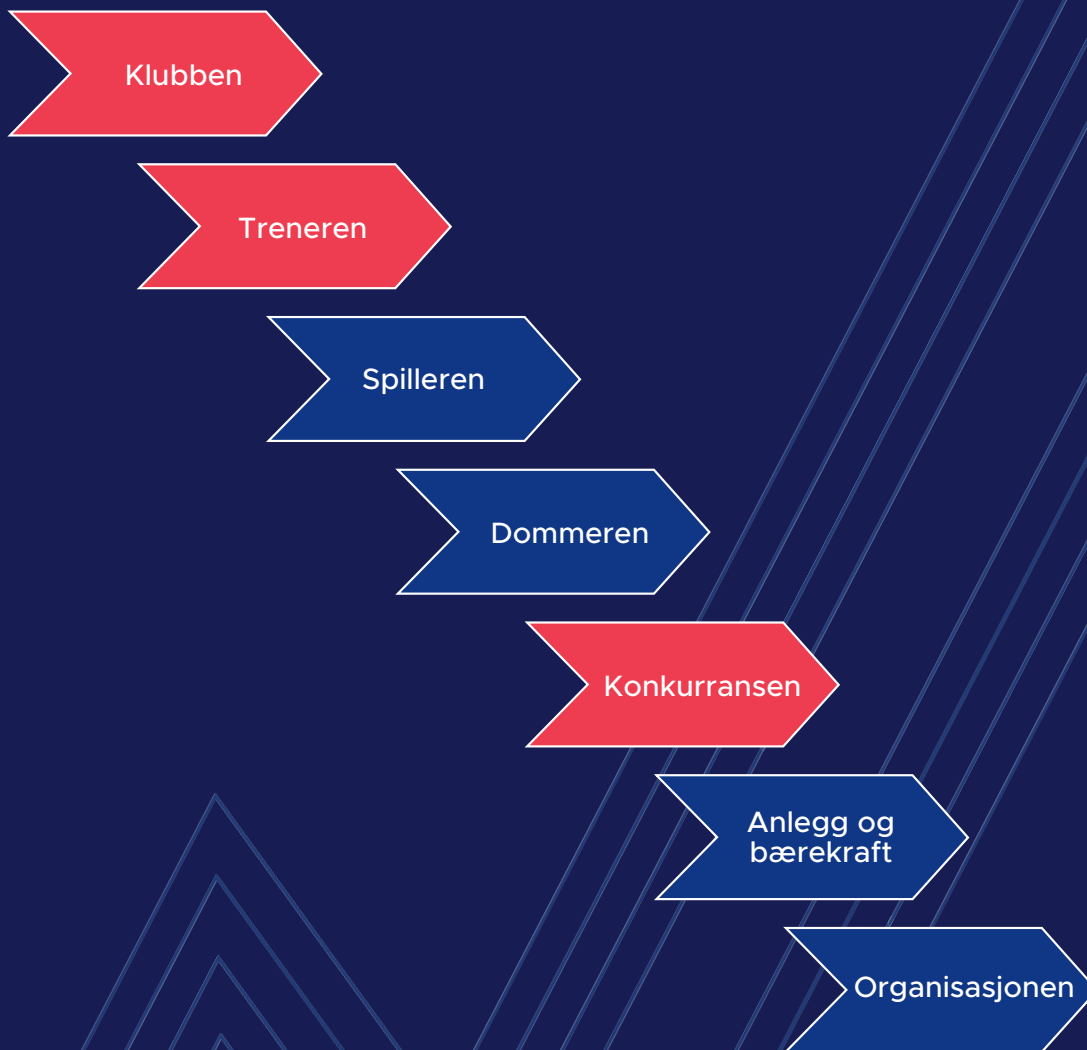 Klubben
Treneren
Spilleren
Dommeren
Konkurransen
Anlegg og
bærekraft
Organisasjonen